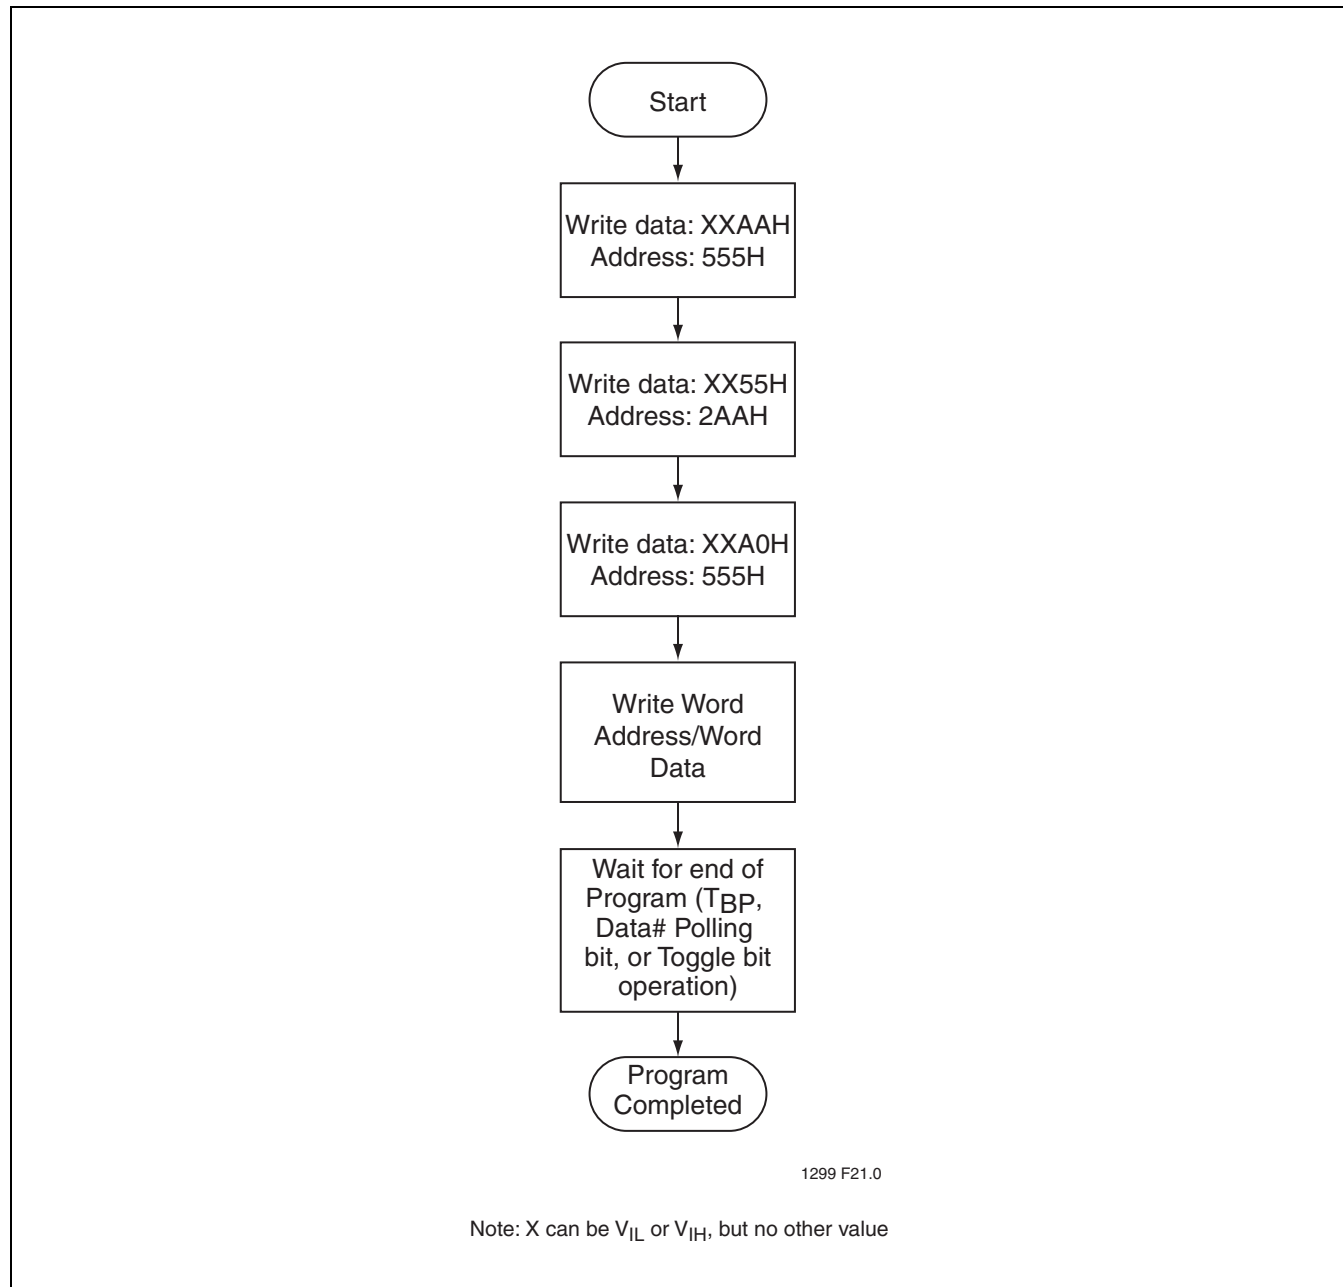 Start
Write data: XXAAH
Address: 555H
Write data: XX55H
Address: 2AAH
Write data: XXA0H
Address: 555H
Write Word
Address/Word
Data
Wait for end of
Program (TBP,
Data# Polling
bit, or Toggle bit
operation)
Program
Completed
1299 F21.0
Note: X can be VIL or VIH, but no other value